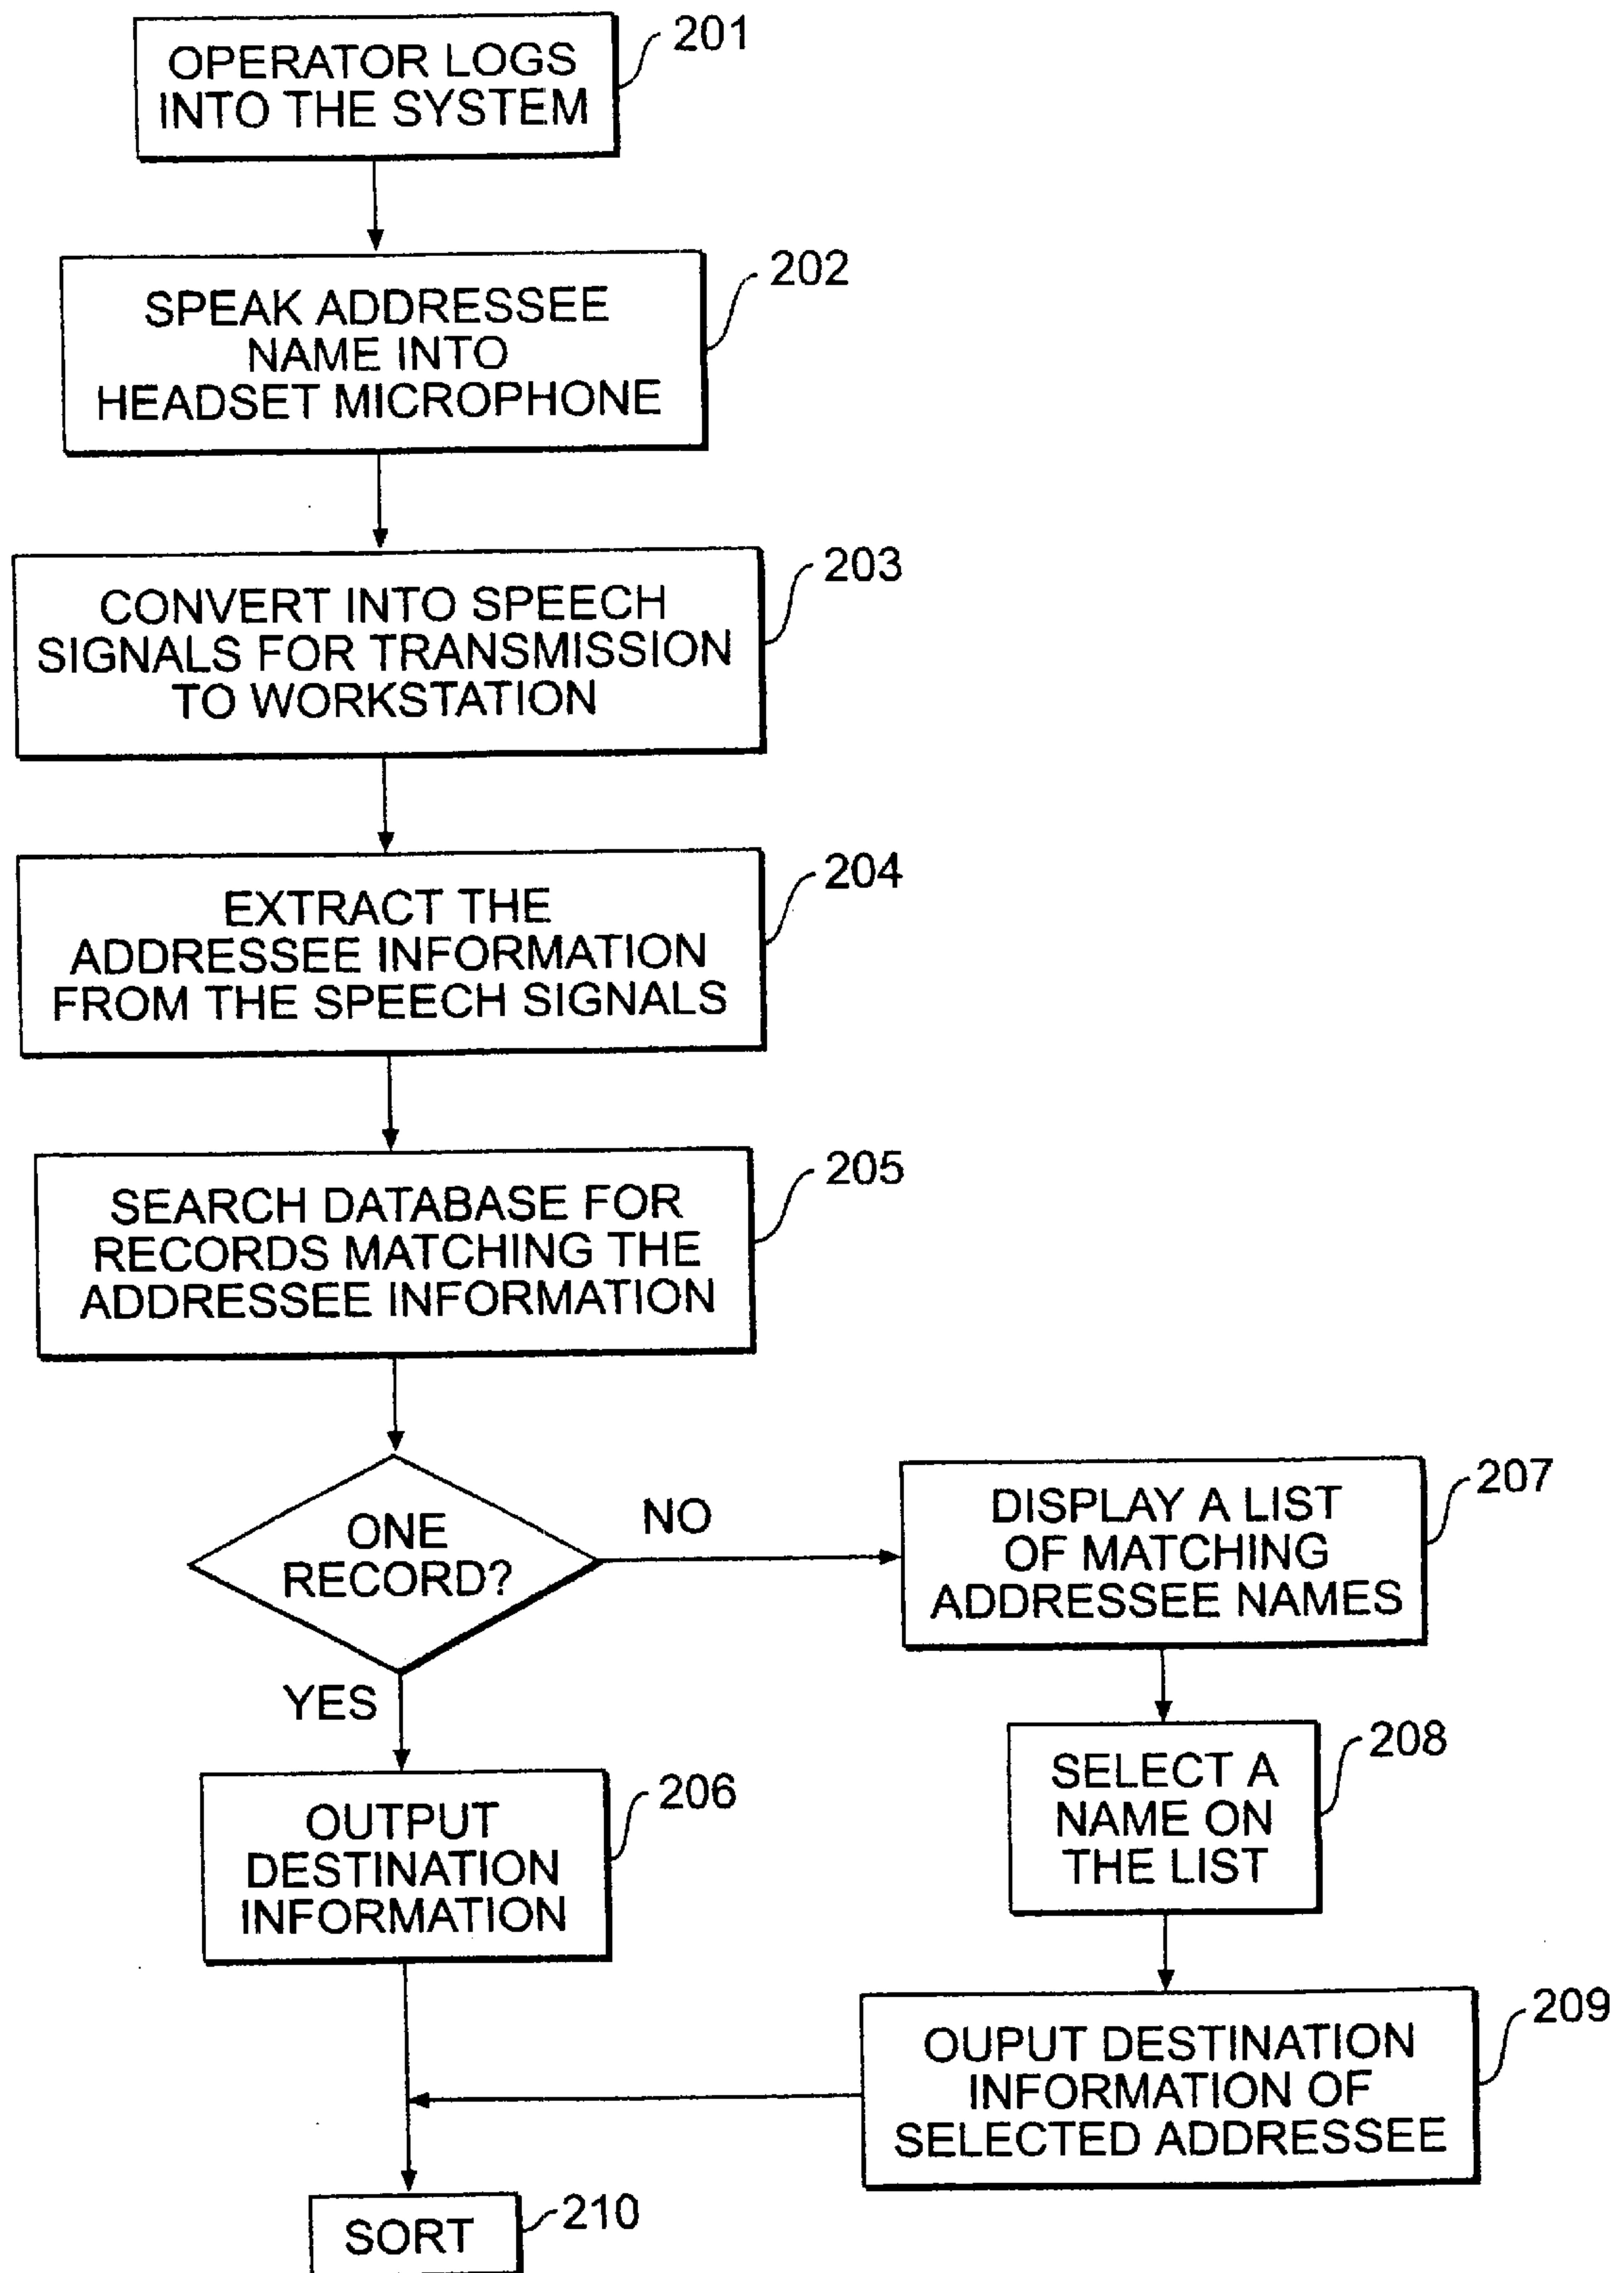 OPERATOR LOGS
INTO THE SYSTEM
201
SPEAK ADDRESSEE
NAME INTO
HEADSET MICROPHONE
202
CONVERT INTO SPEECH
SIGNALS FOR TRANSMISSION
TO WORKSTATION
203
EXTRACT THE
ADDRESSEE INFORMATION
FROM THE SPEECH SIGNALS
204
SEARCH DATABASE FOR
RECORDS MATCHING THE
ADDRESSEE INFORMATION
205
ONE
RECORD?
NO
YES
DISPLAY A LIST
OF MATCHING
ADDRESSEE NAMES
207
SELECT A
NAME ON
THE LIST
208
OUTPUT
DESTINATION
INFORMATION
206
OUPUT DESTINATION
INFORMATION OF
SELECTED ADDRESSEE
209
SORT
210